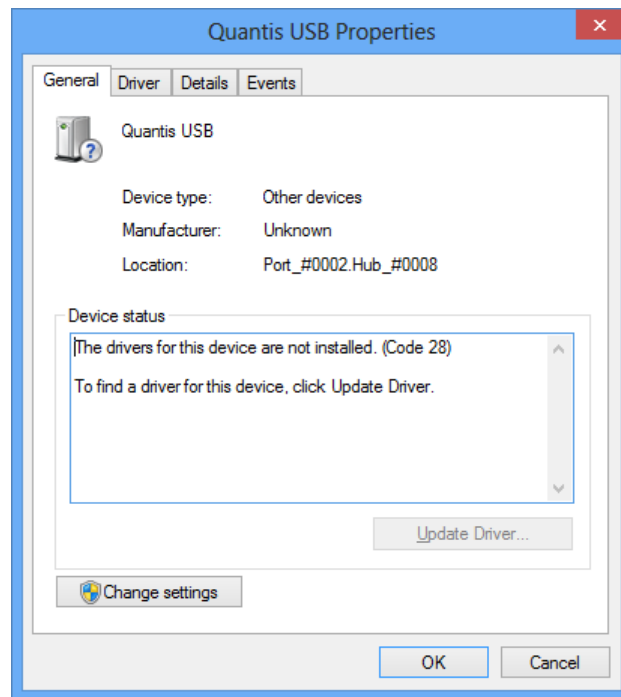 Quantis USB Properties
General Driver Details Events
Quantis USB
Device type: Other devices
Manufacturer: Unknown
Location: Port_#0002.Hub_#0008
Device status
The drivers for this device are not installed. (Code 28)
To find a driver for this device, click Update Driver.
Update Driver...
Change settings
OK Cancel